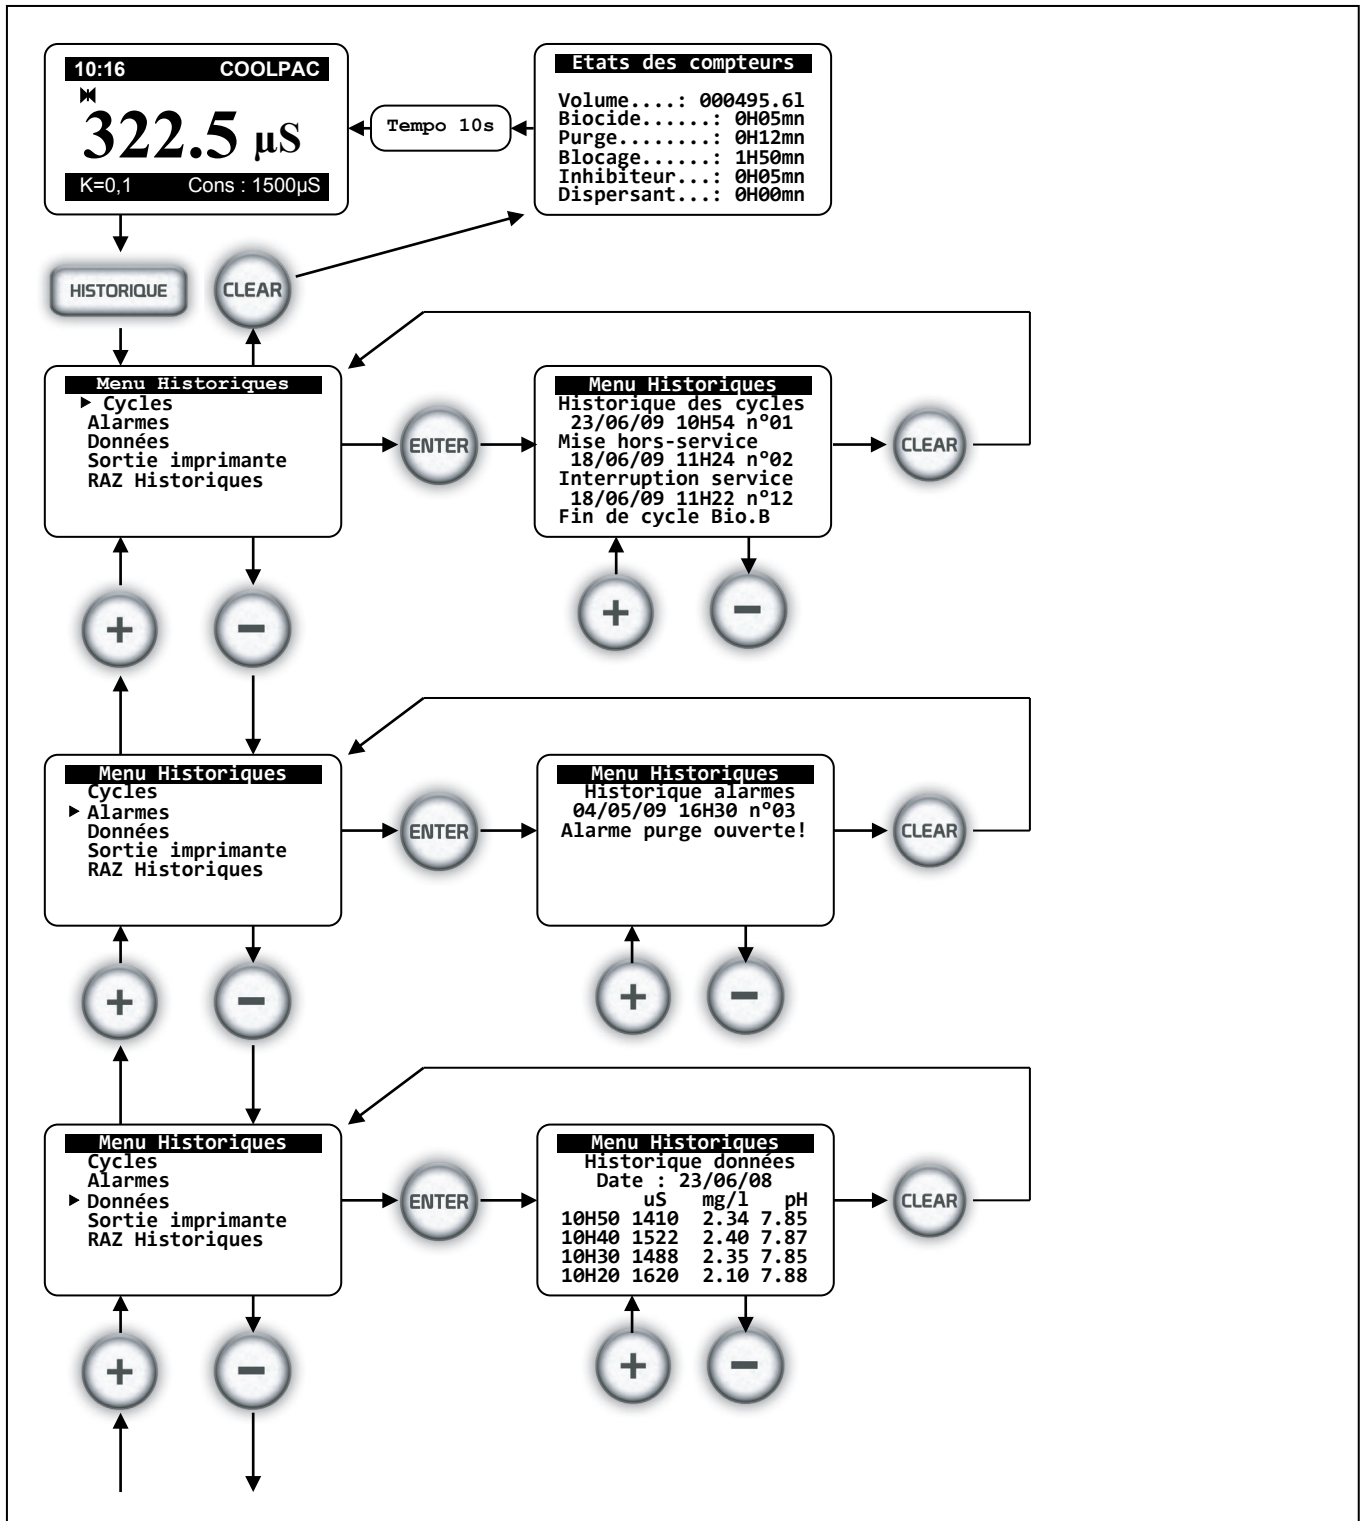 10:16 COOLPAC
322.5 µS
K=0,1 Cons : 1500µS
Tempo 10s
Etats des compteurs
Volume....: 000495.6l
Biocide......: 0H05mn
Purge........: 0H12mn
Blocage......: 1H50mn
Inhibiteur...: 0H05mn
Dispersant...: 0H00mn
HISTORIQUE
CLEAR
Menu Historiques
Cycles
Alarmes
Données
Sortie imprimante
RAZ Historiques
ENTER
Menu Historiques
Historique des cycles
23/06/09 10H54 n°01
Mise hors-service
18/06/09 11H24 n°02
Interruption service
18/06/09 11H22 n°12
Fin de cycle Bio.B
CLEAR
+
-
+
-
Menu Historiques
Cycles
Alarmes
Données
Sortie imprimante
RAZ Historiques
ENTER
Menu Historiques
Historique alarmes
04/05/09 16H30 n°03
Alarme purge ouverte!
CLEAR
+
-
+
-
Menu Historiques
Cycles
Alarmes
Données
Sortie imprimante
RAZ Historiques
ENTER
Menu Historiques
Historique données
Date : 23/06/08
uS mg/l pH
10H50 1410 2.34 7.85
10H40 1522 2.40 7.87
10H30 1488 2.35 7.85
10H20 1620 2.10 7.88
CLEAR
+
-
+
-